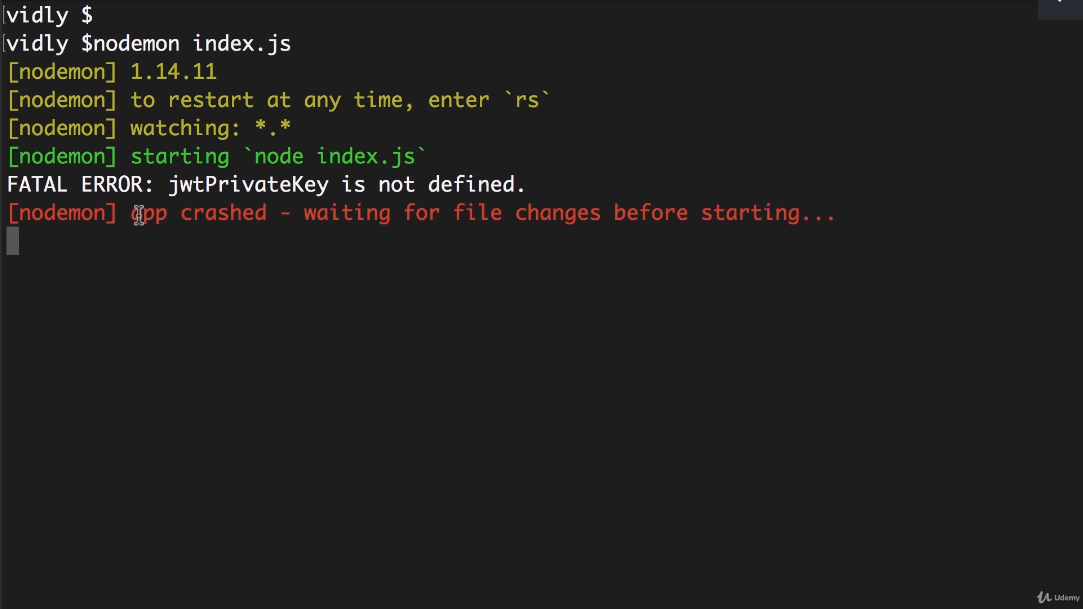 [vidly $
[vidly $nodemon index.js
[nodemon] 1.14.11
[nodemon] to restart at any time, enter `rs`
[nodemon] watching: *.*
[nodemon] starting `node index.js`
FATAL ERROR: jwtPrivateKey is not defined.
[nodemon] app crashed - waiting for file changes before starting...
Udemy